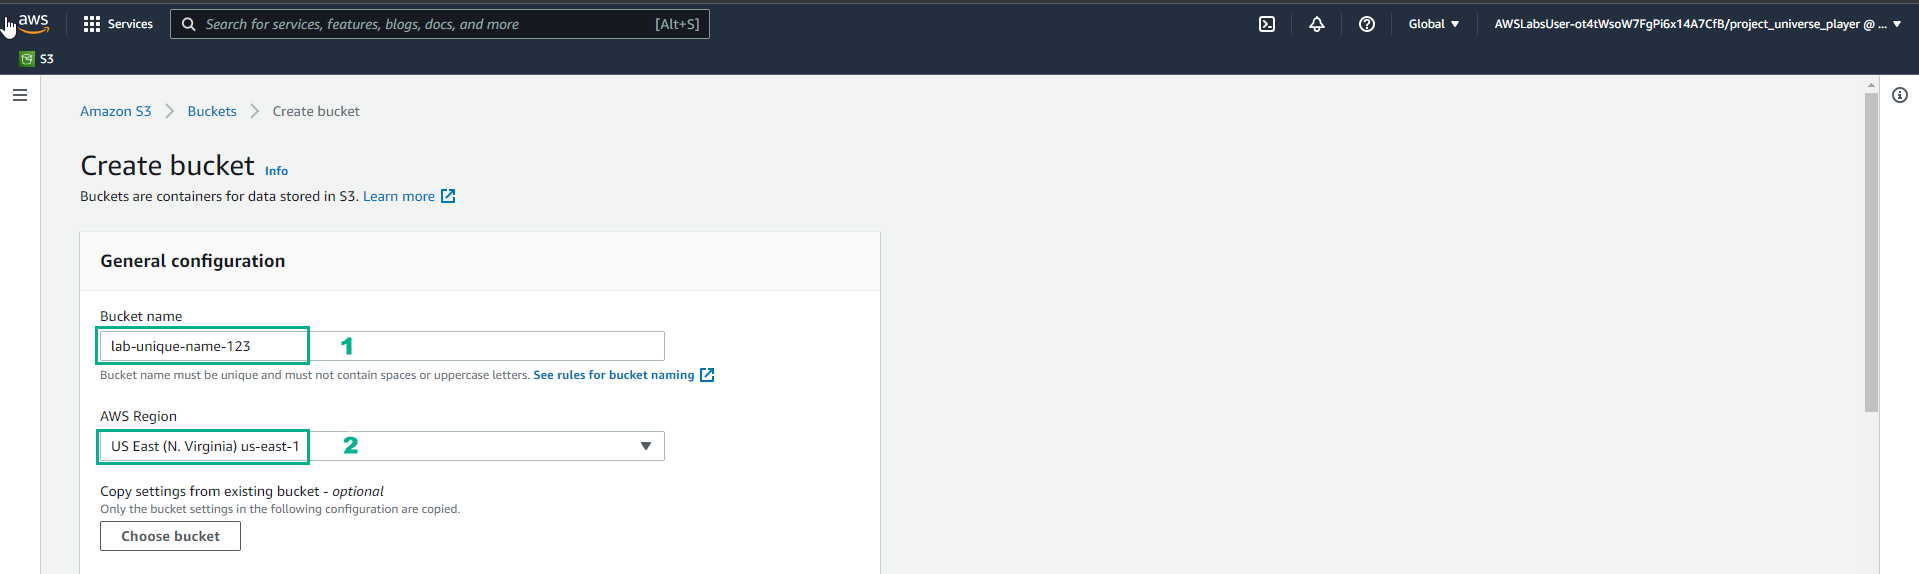 aws Services Search for services, features, blogs, docs, and more [Alt+S] Global AWSLabsUser-ot4tWsoW7FgPi6x14A7CfB/project_universe_player @ ...
S3
Amazon S3 Buckets Create bucket
Create bucket Info
Buckets are containers for data stored in S3. Learn more
General configuration
Bucket name
lab-unique-name-123 1
Bucket name must be unique and must not contain spaces or uppercase letters. See rules for bucket naming
AWS Region
US East (N. Virginia) us-east-1 2
Copy settings from existing bucket - optional
Only the bucket settings in the following configuration are copied.
Choose bucket